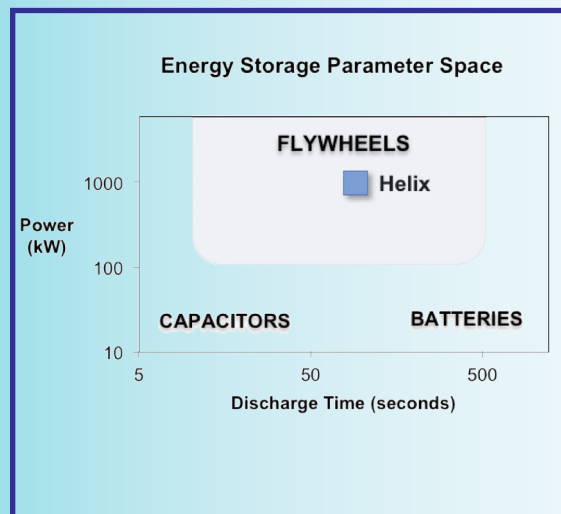 Energy Storage Parameter Space
FLYWHEELS
Helix
1000
Power
(kW)
100
CAPACITORS
BATTERIES
10
5
50
500
Discharge Time (seconds)